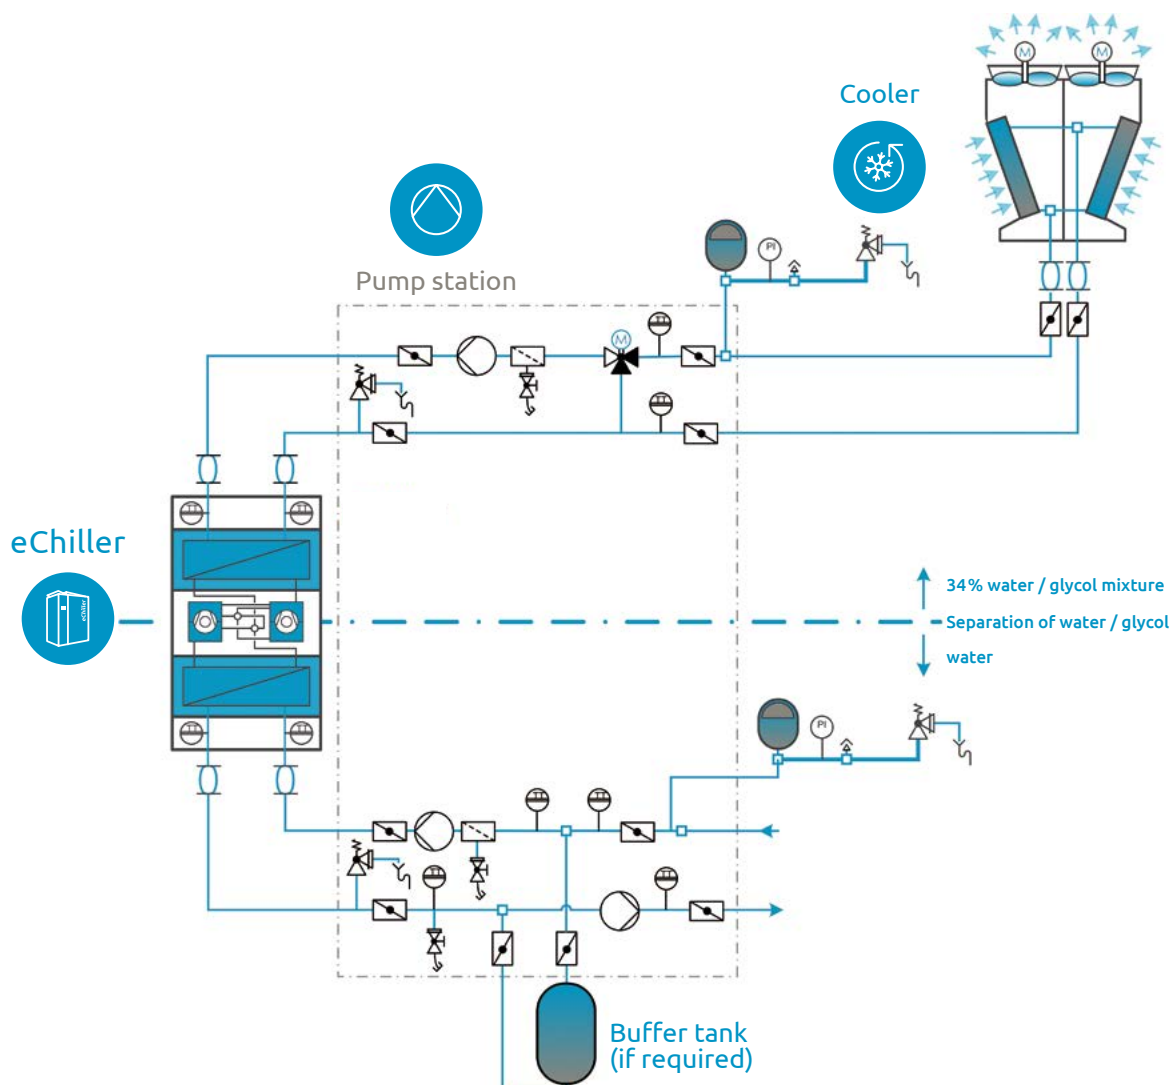 M
M
Cooler
Pump station
PI
M
eChiller
eChiller
34% water / glycol mixture
Separation of water / glycol
water
PI
Buffer tank
(if required)